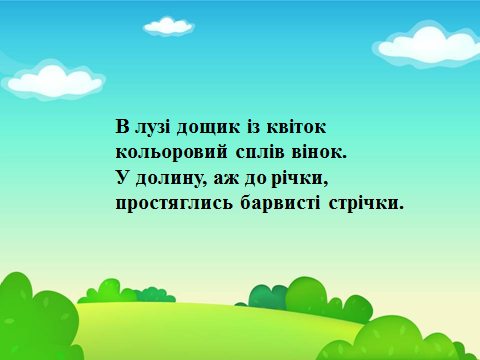 В лузі дощик із квіток
кольоровий сплів вінок.
У долину, аж до річки,
простяглись барвисті стрічки.